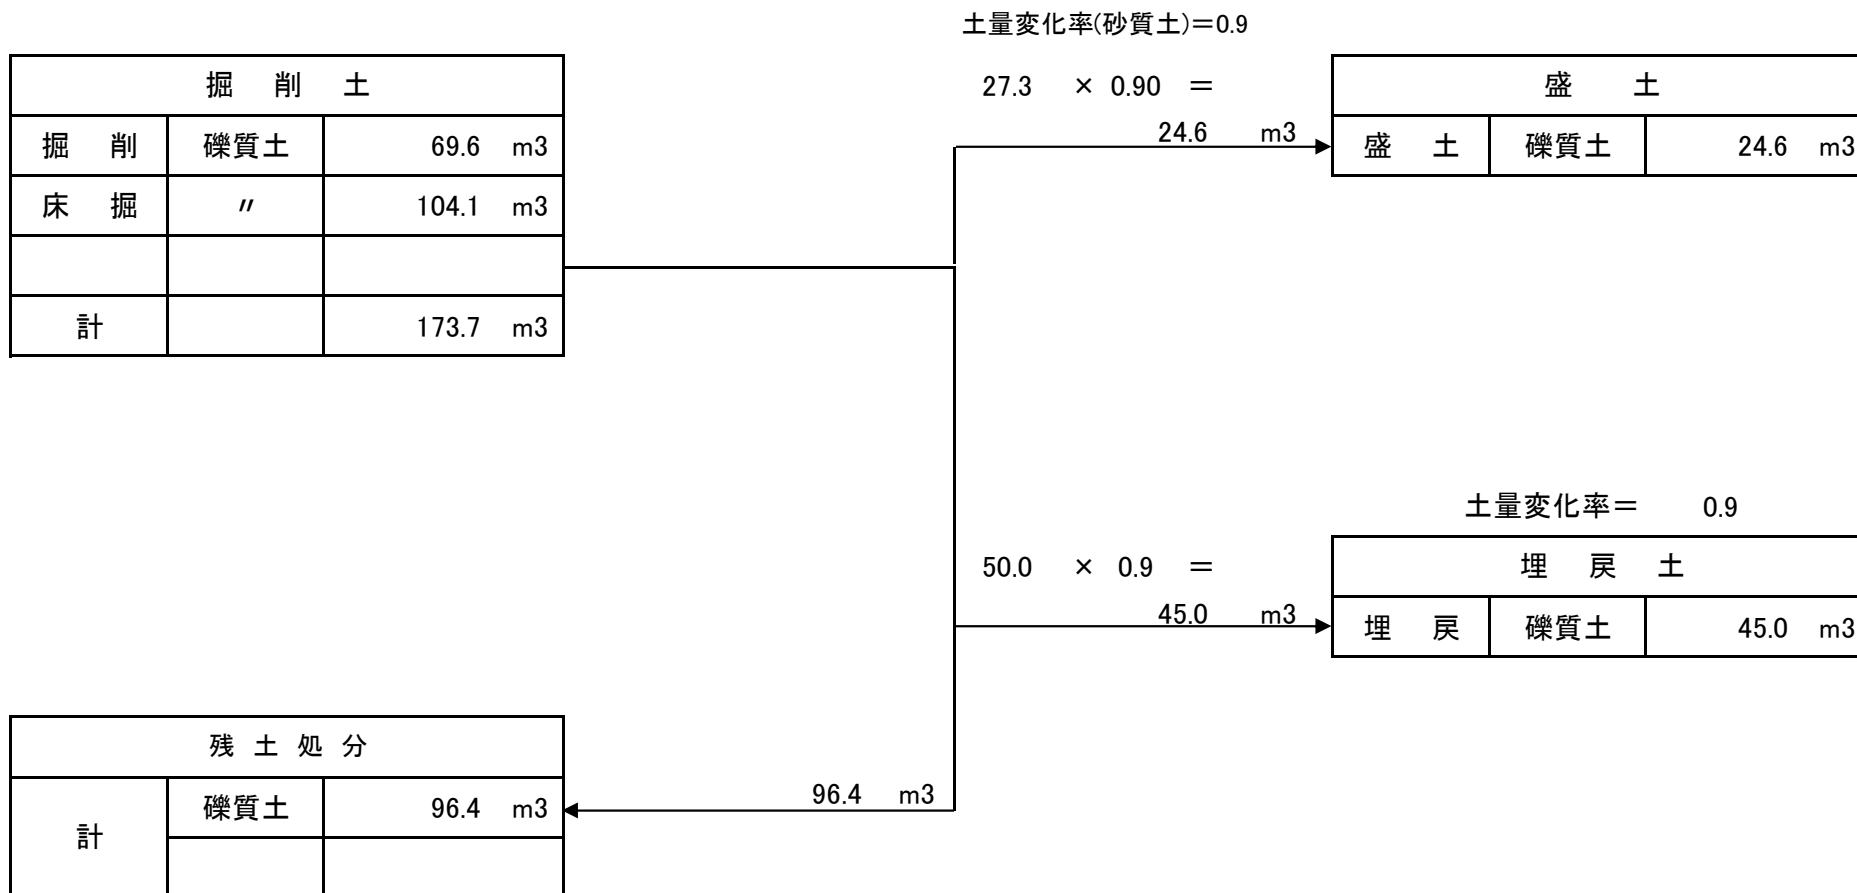 土量変化率(砂質土)＝0.9
掘 削 土
掘 削 礫質土 69.6 m3
床 掘 〃 104.1 m3
計 173.7 m3
27.3 × 0.90 ＝
24.6 m3
盛 土
盛 土 礫質土 24.6 m3
土量変化率＝ 0.9
50.0 × 0.9 ＝
45.0 m3
埋 戻 土
埋 戻 礫質土 45.0 m3
残 土 処 分
計 礫質土 96.4 m3
96.4 m3